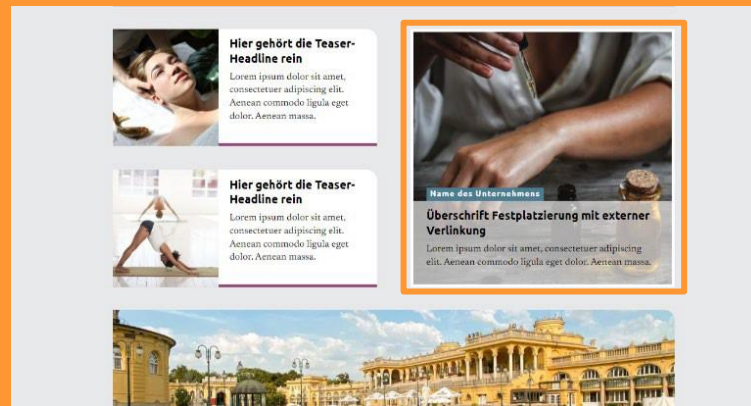 Hier gehört die Teaser-
Headline rein
Lorem ipsum dolor sit amet,
consectetuer adipiscing elit.
Aenean commodo ligula eget
dolor. Aenean massa.
Hier gehört die Teaser-
Headline rein
Lorem ipsum dolor sit amet,
consectetuer adipiscing elit.
Aenean commodo ligula eget
dolor. Aenean massa.
Name des Unternehmens
Überschrift Festplatzierung mit externer
Verlinkung
Lorem ipsum dolor sit amet, consectetuer adipiscing
elit. Aenean commodo ligula eget dolor. Aenean massa.